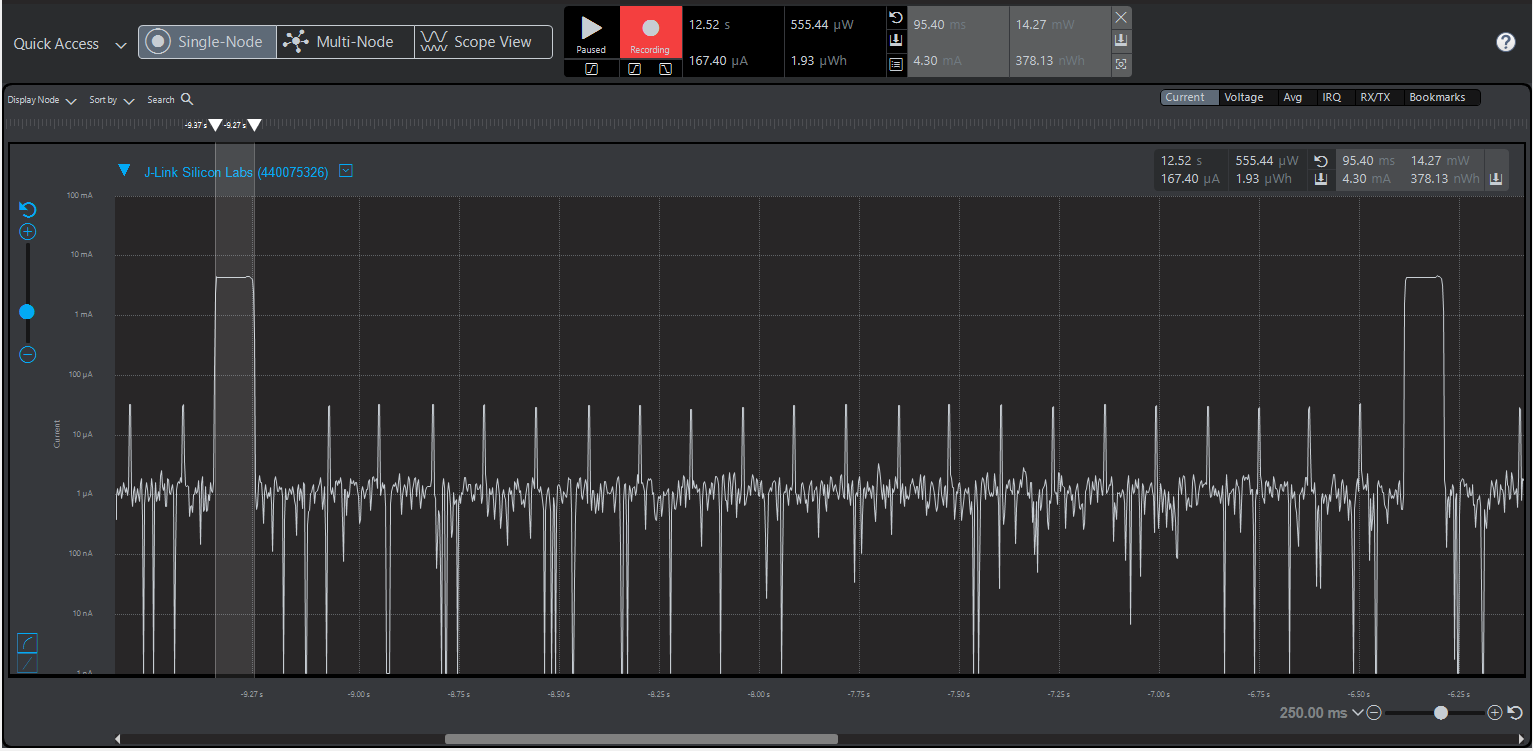 Quick Access
Single-Node
Multi-Node
Scope View
Paused
Recording
12.52 s
555.44 µW
167.40 µA
1.93 µWh
95.40 ms
14.27 mW
4.30 mA
378.13 nWh
?
Display Node
Sort by
Search
Current
Voltage
Avg
IRQ
RX/TX
Bookmarks
-9.37 s
-9.27 s
J-Link Silicon Labs (440075326)
12.52 s
555.44 µW
95.40 ms
14.27 mW
167.40 µA
1.93 µWh
4.30 mA
378.13 nWh
100 mA
10 mA
1 mA
100 µA
10 µA
1 µA
100 nA
10 nA
1 nA
Current
-9.27 s
-9.00 s
-8.75 s
-8.50 s
-8.25 s
-8.00 s
-7.75 s
-7.50 s
-7.25 s
-7.00 s
-6.75 s
-6.50 s
-6.25 s
250.00 ms